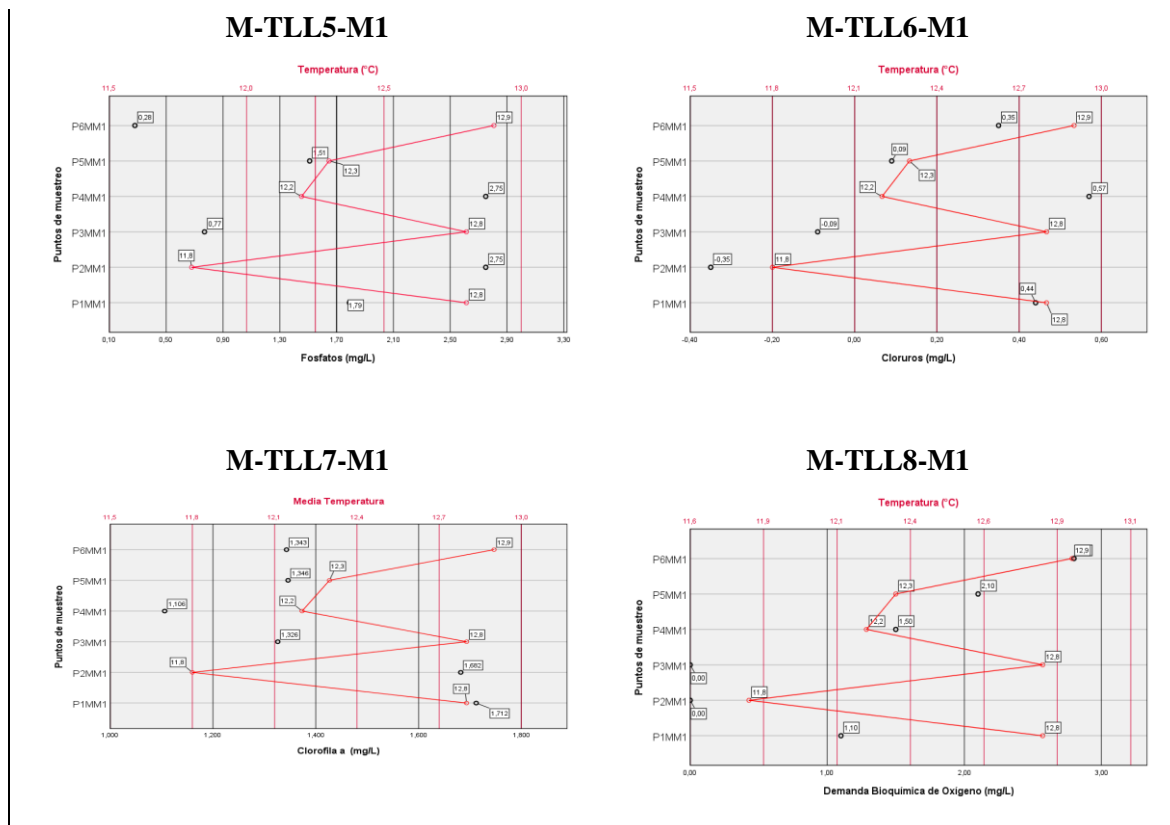 M-TLL5-M1
Temperatura (°C)
11,5 12,0 12,5 13,0
Puntos de muestreo
P6MM1 0,28 12,9
P5MM1 1,51 12,3
P4MM1 12,2 2,75
P3MM1 0,77 12,8
P2MM1 11,8 2,75
P1MM1 1,79 12,8
0,10 0,50 0,90 1,30 1,70 2,10 2,50 2,90 3,30
Fosfatos (mg/L)
M-TLL6-M1
Temperatura (°C)
11,5 11,8 12,1 12,4 12,7 13,0
Puntos de muestreo
P6MM1 0,35 12,9
P5MM1 0,09 12,3
P4MM1 12,2 0,57
P3MM1 -0,09 12,8
P2MM1 -0,35 11,8
P1MM1 0,44 12,8
-0,40 -0,20 0,00 0,20 0,40 0,60
Cloruros (mg/L)
M-TLL7-M1
Media Temperatura
11,5 11,8 12,1 12,4 12,7 13,0
Puntos de muestreo
P6MM1 1,343 12,9
P5MM1 1,346 12,3
P4MM1 1,106 12,2
P3MM1 1,326 12,8
P2MM1 11,8 1,682
P1MM1 12,8 1,712
1,000 1,200 1,400 1,600 1,800
Clorofila a (mg/L)
M-TLL8-M1
Temperatura (°C)
11,6 11,9 12,1 12,4 12,6 12,9 13,1
Puntos de muestreo
P6MM1 12,9
P5MM1 12,3 2,10
P4MM1 12,2 1,50
P3MM1 0,00 12,8
P2MM1 0,00 11,8
P1MM1 1,10 12,8
0,00 1,00 2,00 3,00
Demanda Bioquímica de Oxigeno (mg/L)